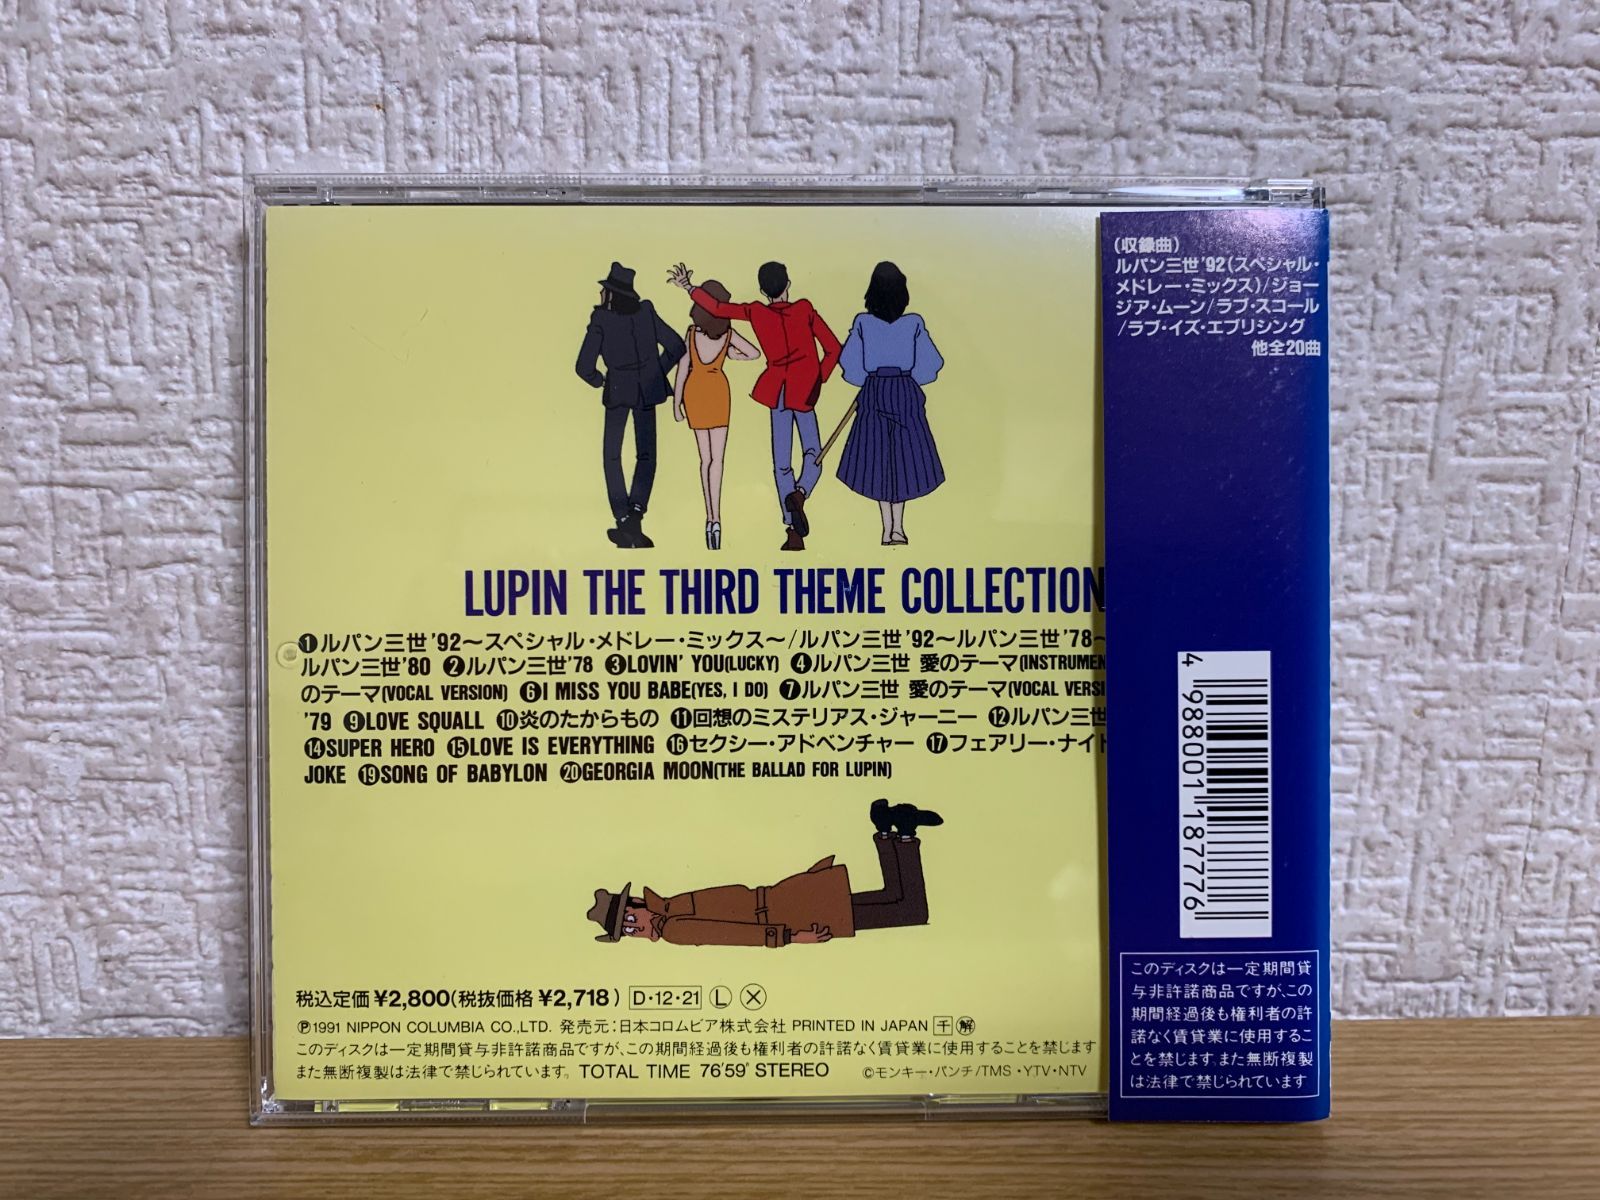 LUPIN THE THIRD THEME COLLECTION
❶ルパン三世'92〜スペシャル・メドレー・ミックス〜/ルパン三世'92〜ルパン三世'78〜
ルパン三世'80 ❷ルパン三世'78 ❸LOVIN' YOU(LUCKY) ❹ルパン三世 愛のテーマ(INSTRUMEN
のテーマ(VOCAL VERSION) ❻I MISS YOU BABE(YES, I DO) ❼ルパン三世 愛のテーマ(VOCAL VERSI
'79 ❾LOVE SQUALL ❿炎のたからもの ⓫回想のミステリアス・ジャーニー ⓬ルパン三世
⓮SUPER HERO ⓯LOVE IS EVERYTHING ⓰セクシー・アドベンチャー ⓱フェアリー・ナイト
JOKE ⓳SONG OF BABYLON ⓴GEORGIA MOON(THE BALLAD FOR LUPIN)
税込定価 ¥2,800(税抜価格 ¥2,718) D・12・21 Ⓛ Ⓧ
Ⓟ1991 NIPPON COLUMBIA CO.,LTD. 発売元:日本コロムビア株式会社 PRINTED IN JAPAN 千 解
このディスクは一定期間貸与非許諾商品ですが、この期間経過後も権利者の許諾なく賃貸業に使用することを禁じます
また無断複製は法律で禁じられています。 TOTAL TIME 76'59" STEREO ©モンキー・パンチ/TMS・YTV・NTV
(収録曲)
ルパン三世'92(スペシャル・
メドレー・ミックス)/ジョー
ジア・ムーン/ラブ・スコール
/ラブ・イズ・エブリシング
他全20曲
4 988001 187776
このディスクは一定期間貸
与非許諾商品ですが、この
期間経過後も権利者の許
諾なく賃貸業に使用するこ
とを禁じます。また無断複製
は法律で禁じられています